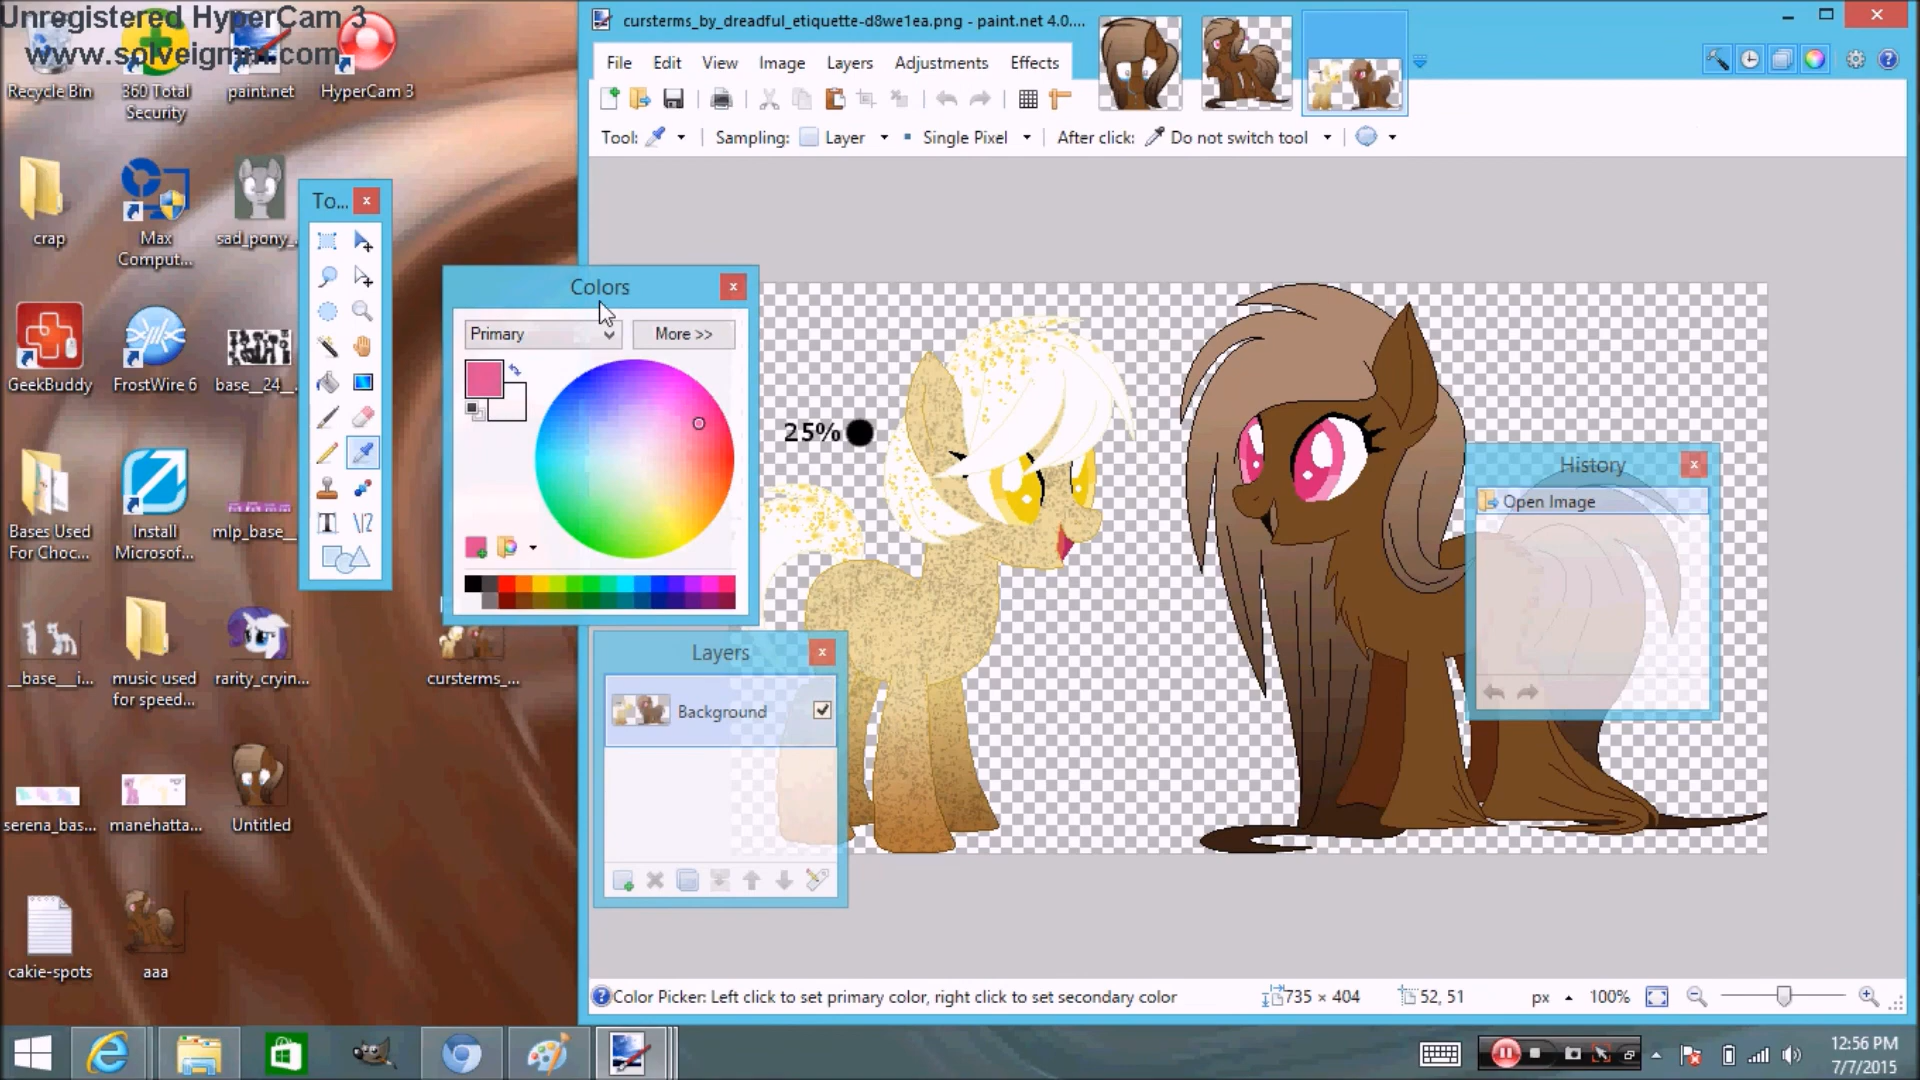 Unregistered HyperCam 3
www.solveigmm.com
Recycle Bin
360 Total
Security
paint.net
HyperCam 3
crap
Max
Comput...
sad_pony_...
GeekBuddy
FrostWire 6
base__24_...
Bases Used
For Choc...
Install
Microsof...
mlp_base_...
__base___i...
music used
for speed...
rarity_cryin...
cursterms_...
serena_bas...
manehatta...
Untitled
cakie-spots
aaa
cursterms_by_dreadful_etiquette-d8we1ea.png - paint.net 4.0....
File Edit View Image Layers Adjustments Effects
Tool: Sampling: Layer Single Pixel After click: Do not switch tool
To...
Colors
Primary
More >>
25%
Layers
Background
History
Open Image
Color Picker: Left click to set primary color, right click to set secondary color
735 × 404
52, 51
px
100%
12:56 PM
7/7/2015